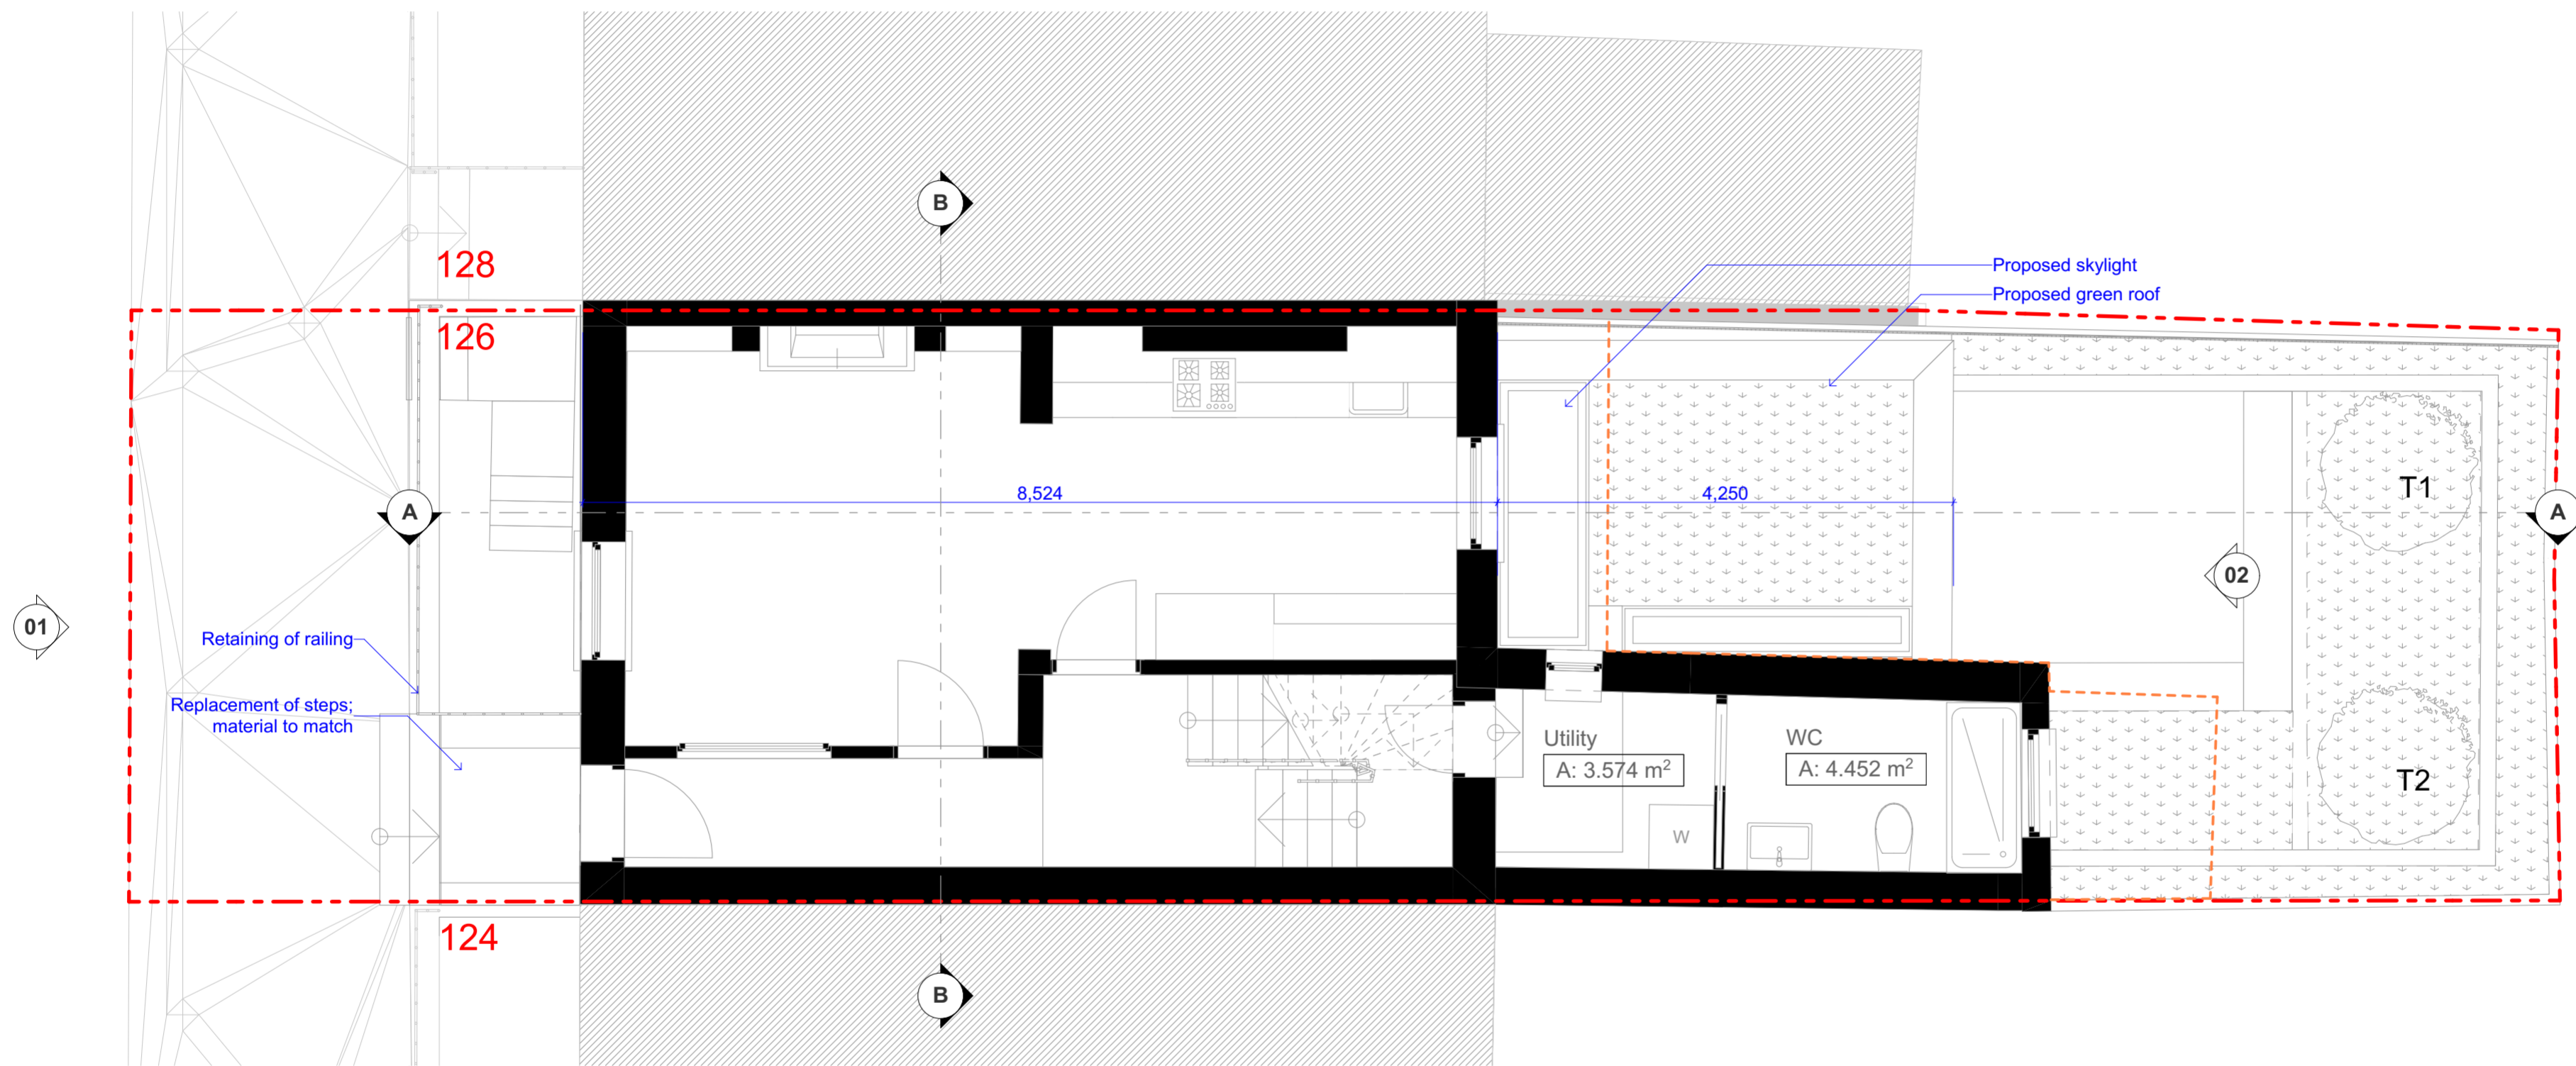 B
128
Proposed skylight
Proposed green roof
126
8,524
4,250
T1
A
A
02
01
Retaining of railing
Replacement of steps;
material to match
Utility
A: 3.574 m²
WC
A: 4.452 m²
T2
W
124
B